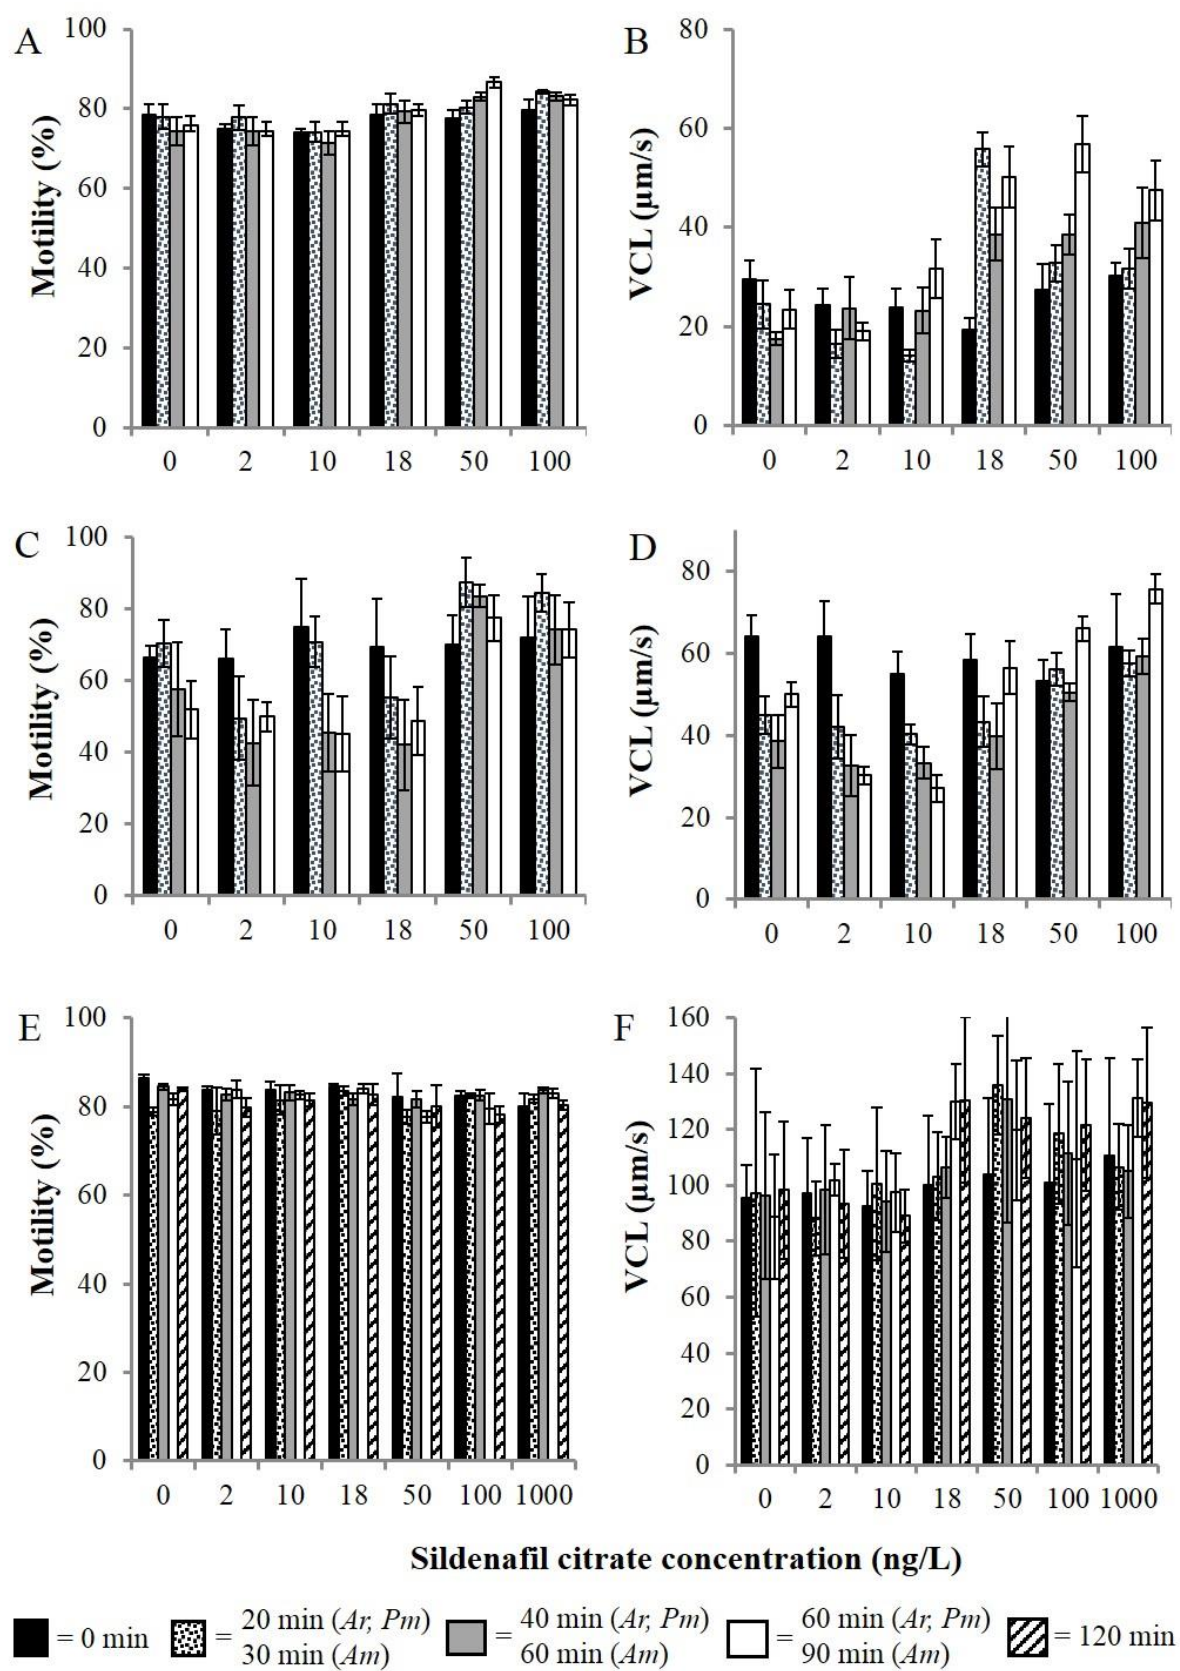 A
Motility (%)
100
80
60
40
20
0
0 2 10 18 50 100
B
VCL (µm/s)
80
60
40
20
0
0 2 10 18 50 100
C
Motility (%)
100
80
60
40
20
0
0 2 10 18 50 100
D
VCL (µm/s)
80
60
40
20
0
0 2 10 18 50 100
E
Motility (%)
100
80
60
40
20
0
0 2 10 18 50 100 1000
F
VCL (µm/s)
160
140
120
100
80
60
40
20
0
0 2 10 18 50 100 1000
Sildenafil citrate concentration (ng/L)
= 0 min
= 20 min (Ar, Pm)
30 min (Am)
= 40 min (Ar, Pm)
60 min (Am)
= 60 min (Ar, Pm)
90 min (Am)
= 120 min